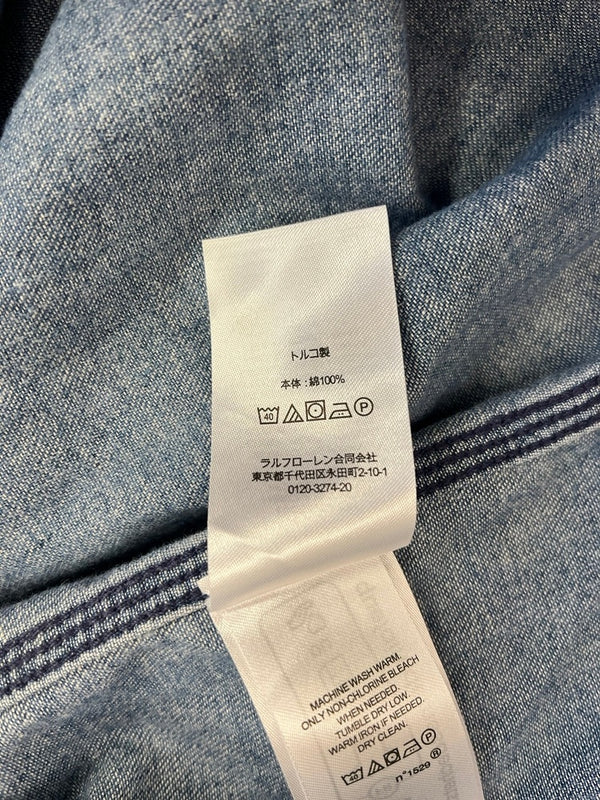 トルコ製
本体 : 綿100%
40 P
ラルフローレン合同会社
東京都千代田区永田町2-10-1
0120-3274-20
MACHINE WASH WARM.
ONLY NON-CHLORINE BLEACH
WHEN NEEDED.
TUMBLE DRY LOW.
WARM IRON IF NEEDED.
DRY CLEAN.
40 P
n°1529 ®